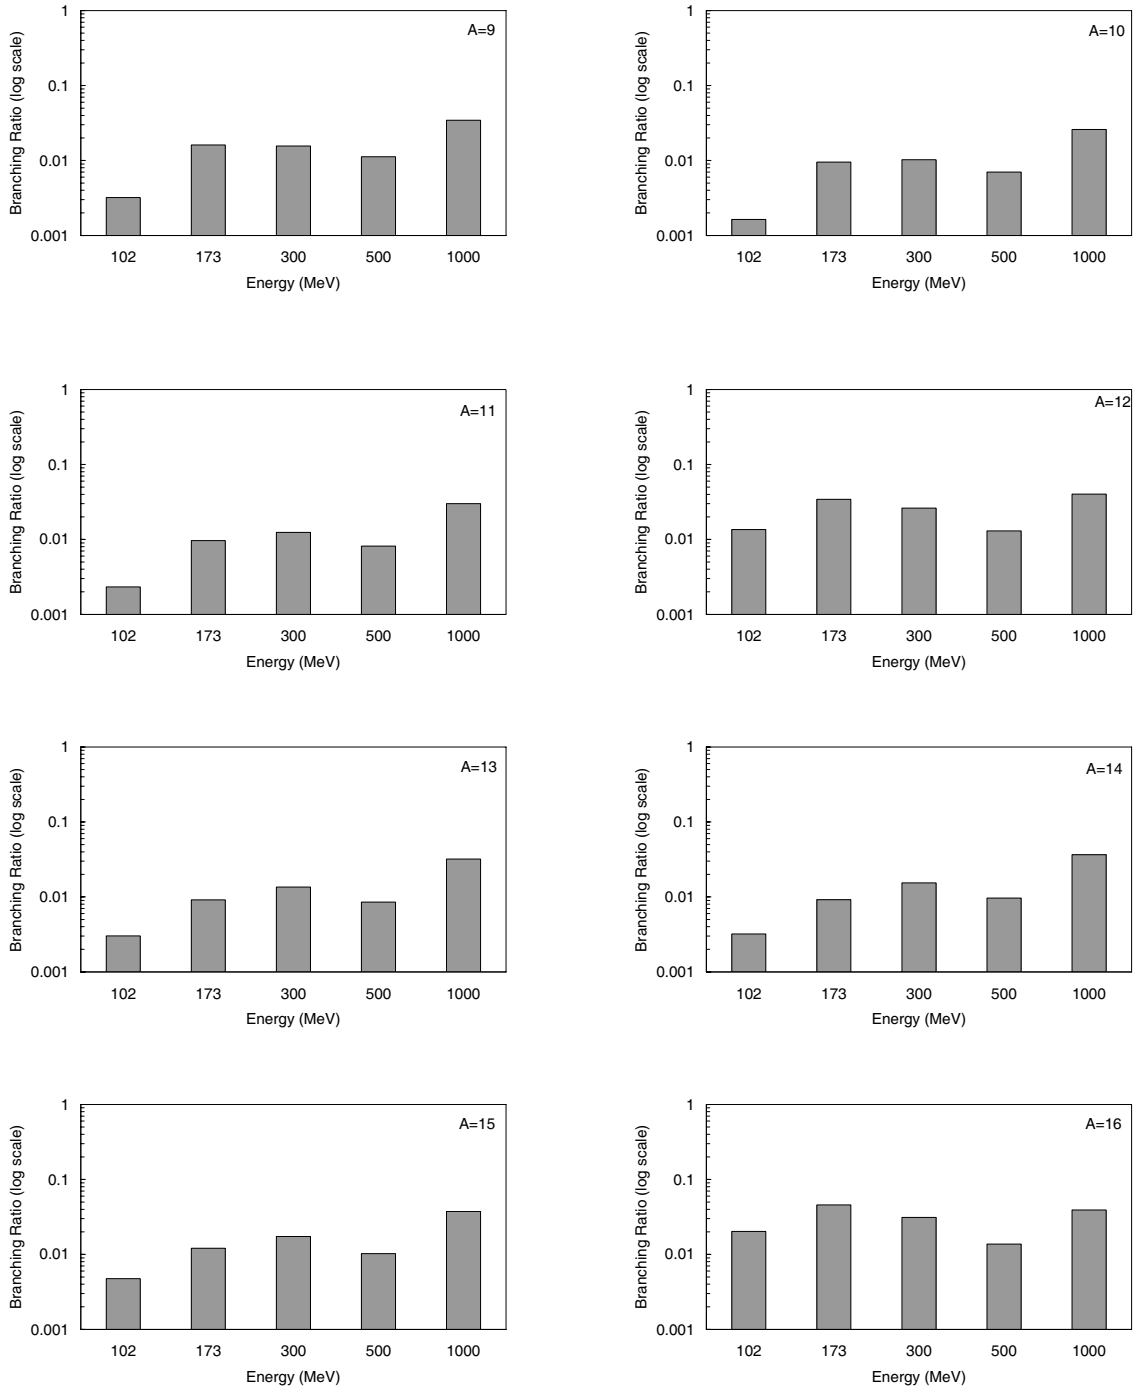 Branching Ratio (log scale)
1
0.1
0.01
0.001
A=9
102 173 300 500 1000
Energy (MeV)
Branching Ratio (log scale)
1
0.1
0.01
0.001
A=10
102 173 300 500 1000
Energy (MeV)
Branching Ratio (log scale)
1
0.1
0.01
0.001
A=11
102 173 300 500 1000
Energy (MeV)
Branching Ratio (log scale)
1
0.1
0.01
0.001
A=12
102 173 300 500 1000
Energy (MeV)
Branching Ratio (log scale)
1
0.1
0.01
0.001
A=13
102 173 300 500 1000
Energy (MeV)
Branching Ratio (log scale)
1
0.1
0.01
0.001
A=14
102 173 300 500 1000
Energy (MeV)
Branching Ratio (log scale)
1
0.1
0.01
0.001
A=15
102 173 300 500 1000
Energy (MeV)
Branching Ratio (log scale)
1
0.1
0.01
0.001
A=16
102 173 300 500 1000
Energy (MeV)